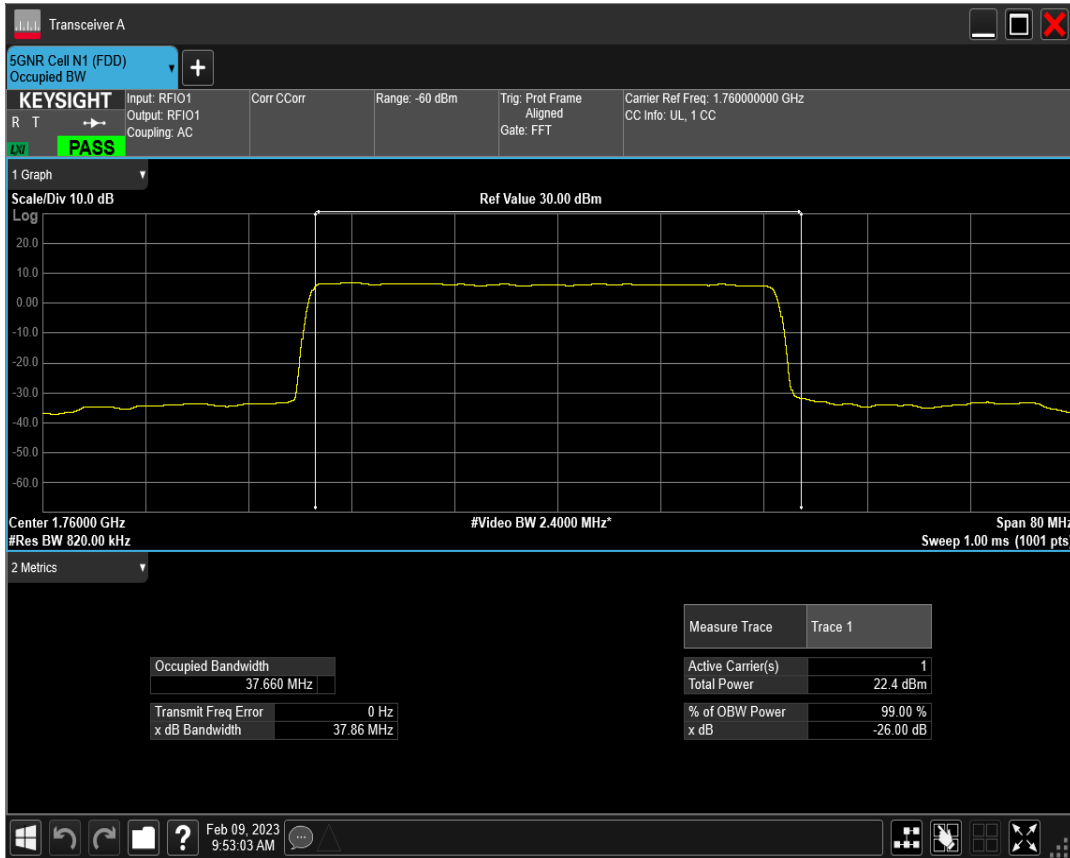 Transceiver A
5GNR Cell N1 (FDD)
Occupied BW
+
KEYSIGHT
R T
LXI
PASS
Input: RFIO1
Output: RFIO1
Coupling: AC
Corr CCorr
Range: -60 dBm
Trig: Prot Frame
Aligned
Gate: FFT
Carrier Ref Freq: 1.760000000 GHz
CC Info: UL, 1 CC
1 Graph
Scale/Div 10.0 dB
Ref Value 30.00 dBm
Log
20.0
10.0
0.00
-10.0
-20.0
-30.0
-40.0
-50.0
-60.0
Center 1.76000 GHz
#Video BW 2.4000 MHz*
Span 80 MHz
#Res BW 820.00 kHz
Sweep 1.00 ms (1001 pts)
2 Metrics
Measure Trace Trace 1
Occupied Bandwidth
37.660 MHz
Transmit Freq Error 0 Hz
x dB Bandwidth 37.86 MHz
Active Carrier(s) 1
Total Power 22.4 dBm
% of OBW Power 99.00 %
x dB -26.00 dB
?
Feb 09, 2023
9:53:03 AM